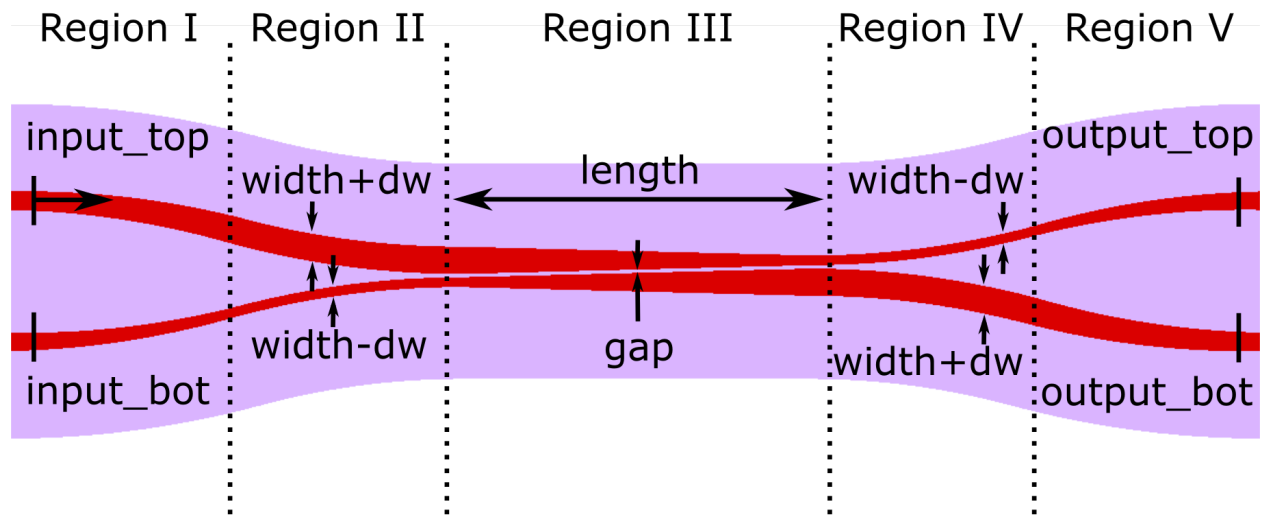 Region I
Region II
Region III
Region IV
Region V
input_top
output_top
width+dw
length
width-dw
width-dw
gap
width+dw
input_bot
output_bot